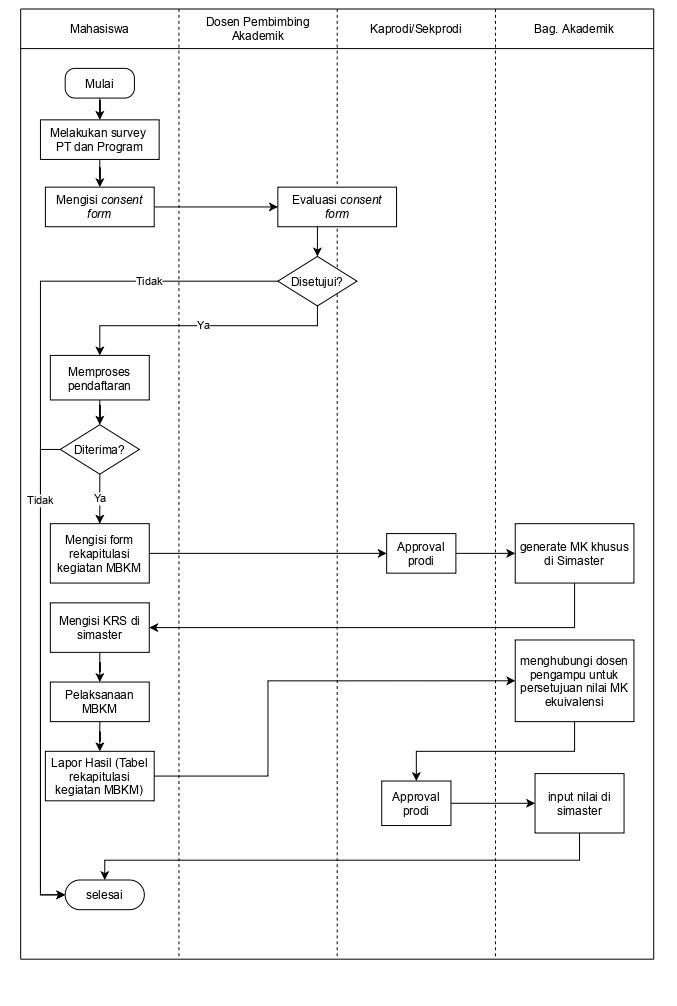 Mahasiswa
Dosen Pembimbing
Akademik
Kaprodi/Sekprodi
Bag. Akademik
Mulai
Melakukan survey
PT dan Program
Mengisi consent
form
Evaluasi consent
form
Disetujui?
Tidak
Ya
Memproses
pendaftaran
Diterima?
Tidak
Ya
Mengisi form
rekapitulasi
kegiatan MBKM
Approval
prodi
generate MK khusus
di Simaster
Mengisi KRS di
simaster
Pelaksanaan
MBKM
Lapor Hasil (Tabel
rekapitulasi
kegiatan MBKM)
menghubungi dosen
pengampu untuk
persetujuan nilai MK
ekuivalensi
Approval
prodi
input nilai di
simaster
selesai